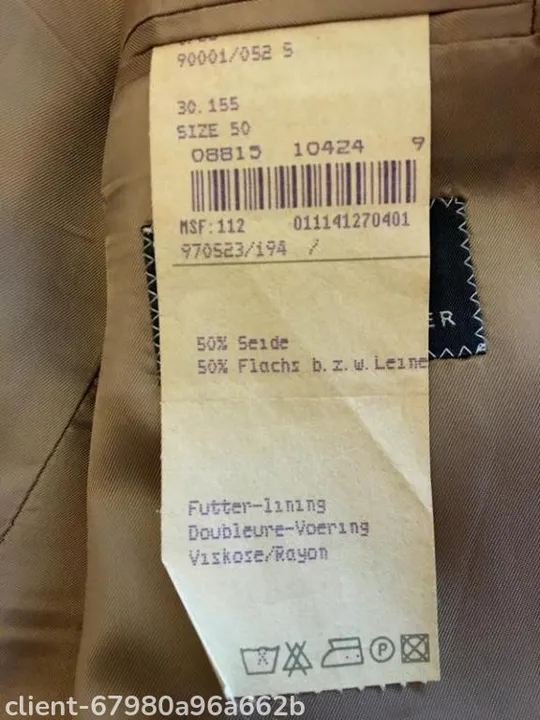 90001/052 S
30.155
SIZE 50
08815 10424 9
MSF:112 011141270401
970523/194 /
ER
50% Seide
50% Flachs b.z.w.Leine
Futter-lining
Doubleure-Voering
Viskose/Rayon
P
client-67980a96a662b